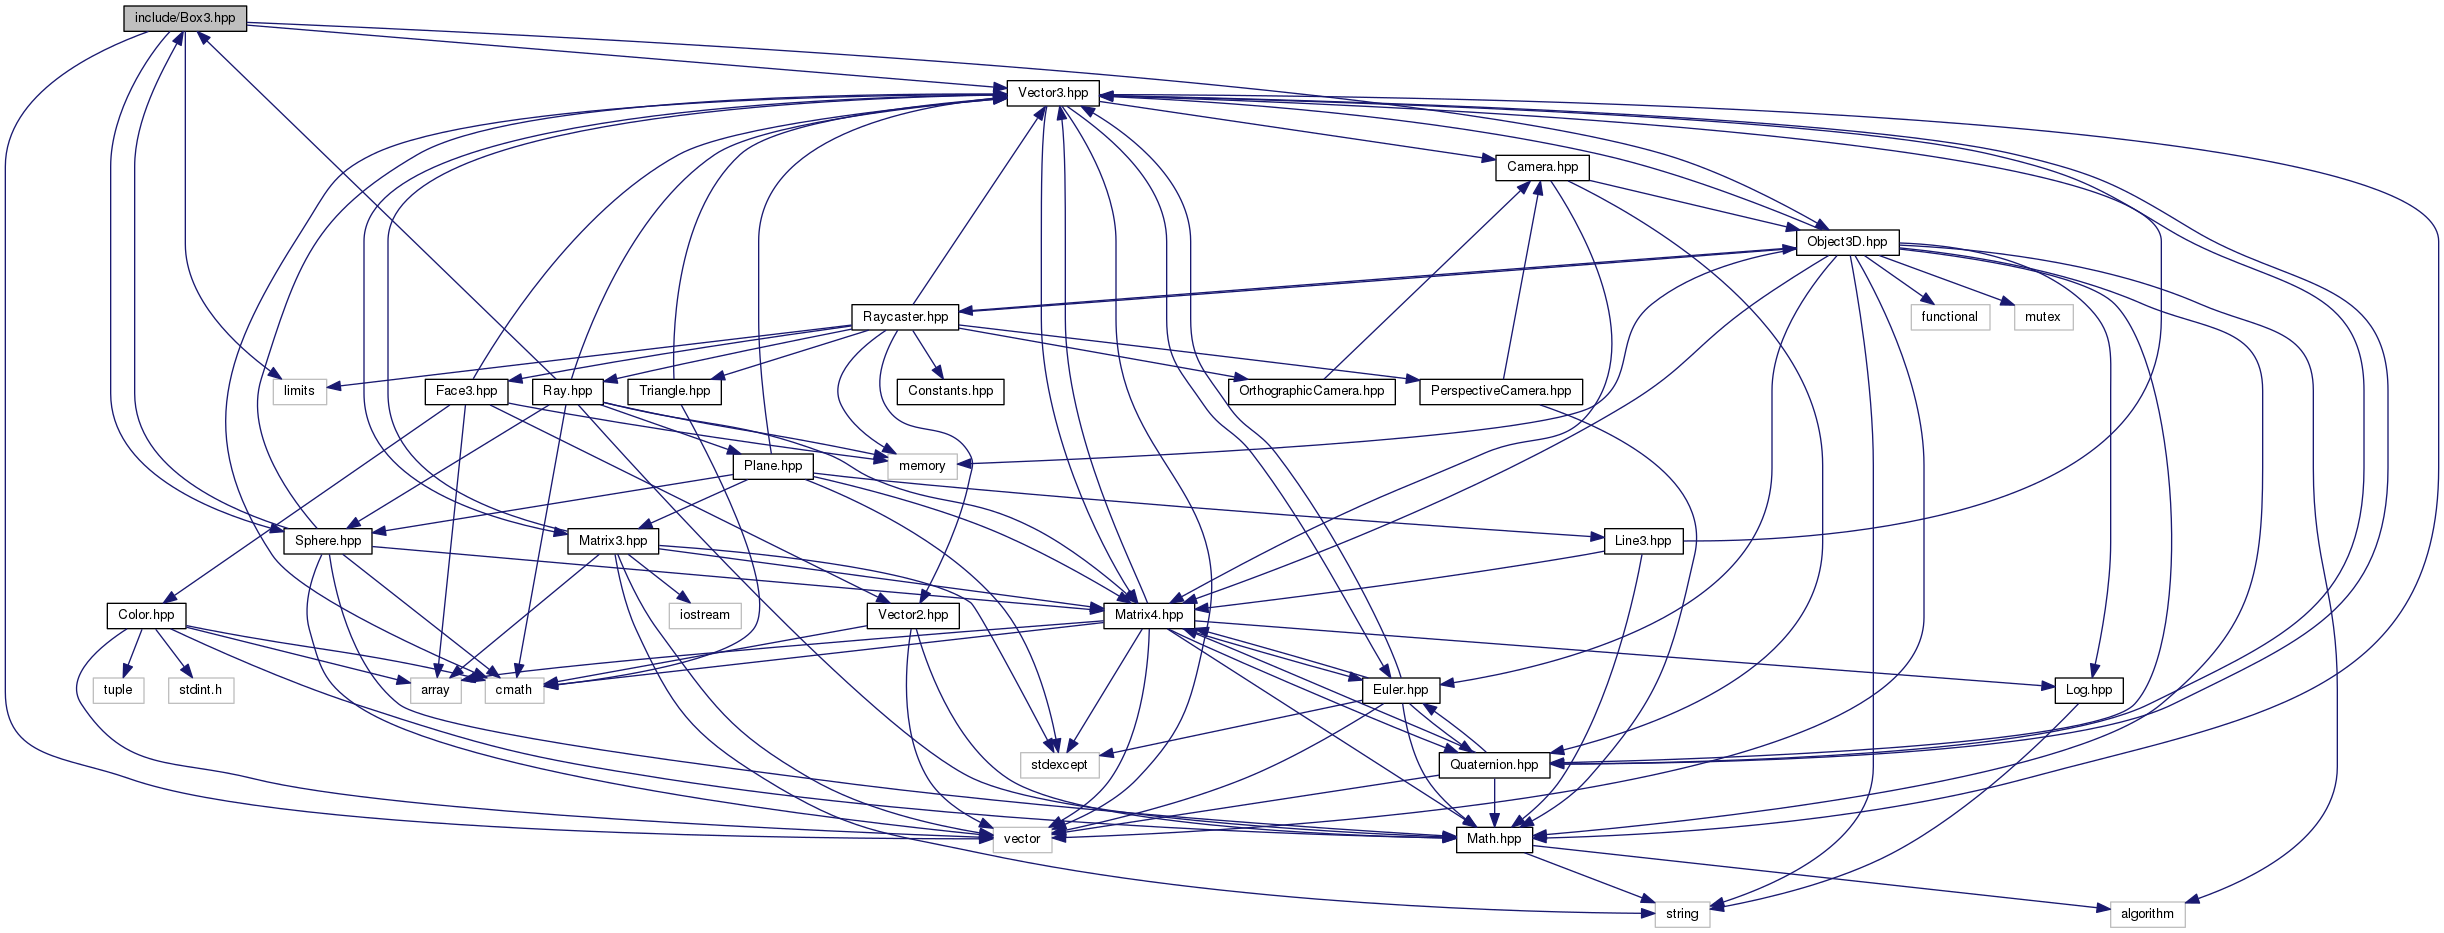 include/Box3.hpp
Vector3.hpp
Camera.hpp
Object3D.hpp
Raycaster.hpp
functional
mutex
limits
Face3.hpp
Ray.hpp
Triangle.hpp
Constants.hpp
OrthographicCamera.hpp
PerspectiveCamera.hpp
Plane.hpp
memory
Sphere.hpp
Matrix3.hpp
Line3.hpp
Color.hpp
iostream
Vector2.hpp
Matrix4.hpp
tuple
stdint.h
array
cmath
Euler.hpp
Log.hpp
stdexcept
Quaternion.hpp
vector
Math.hpp
string
algorithm